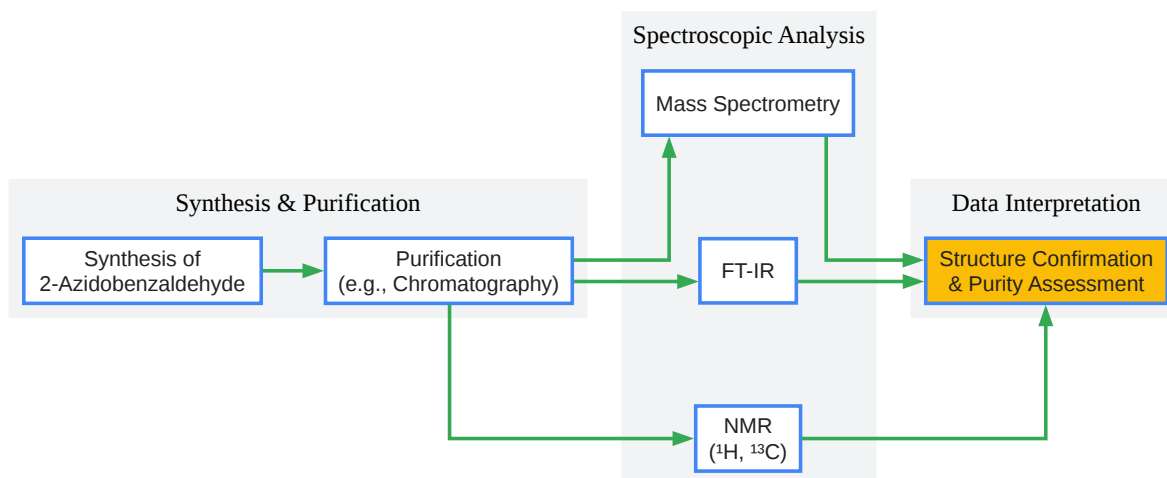 Spectroscopic Analysis
Mass Spectrometry
Synthesis & Purification
Data Interpretation
Synthesis of
2-Azidobenzaldehyde
Purification
(e.g., Chromatography)
FT-IR
Structure Confirmation
& Purity Assessment
NMR
(¹H, ¹³C)